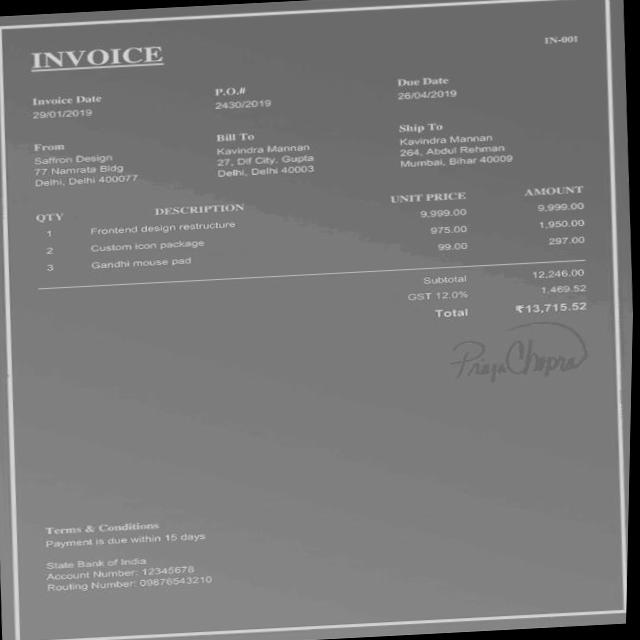 INVOICE
IN-001
Invoice Date
29/01/2019
P.O.#
2430/2019
Due Date
26/04/2019
From
Saffron Design
77 Namrata Bldg
Delhi, Delhi 400077
Bill To
Kavindra Mannan
27, Dlf City, Gupta
Delhi, Delhi 40003
Ship To
Kavindra Mannan
264, Abdul Rehman
Mumbai, Bihar 40009
QTY DESCRIPTION UNIT PRICE AMOUNT
1 Frontend design restructure 9,999.00 9,999.00
2 Custom icon package 975.00 1,950.00
3 Gandhi mouse pad 99.00 297.00
Subtotal 12,246.00
GST 12.0% 1,469.52
Total ₹13,715.52
Priya Chopra
Terms & Conditions
Payment is due within 15 days
State Bank of India
Account Number: 12345678
Routing Number: 09876543210